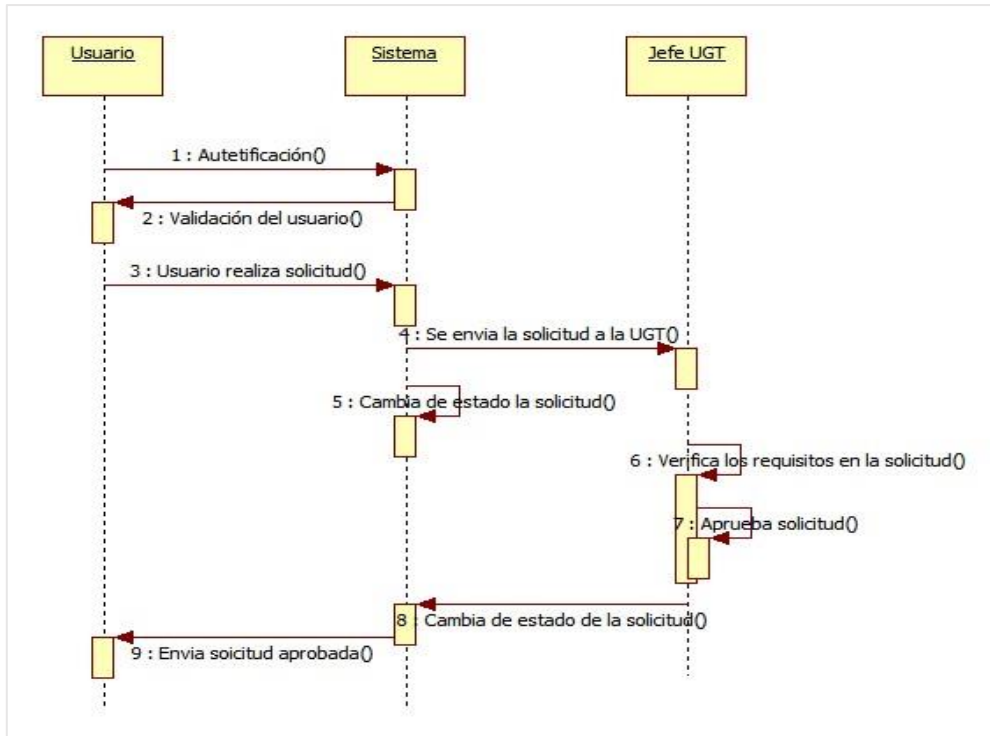 Usuario
Sistema
Jefe UGT
1 : Autetificación()
2 : Validación del usuario()
3 : Usuario realiza solicitud()
4 : Se envia la solicitud a la UGT()
5 : Cambia de estado la solicitud()
6 : Verifica los requisitos en la solicitud()
7 : Aprueba solicitud()
8 : Cambia de estado de la solicitud()
9 : Envia soicitud aprobada()